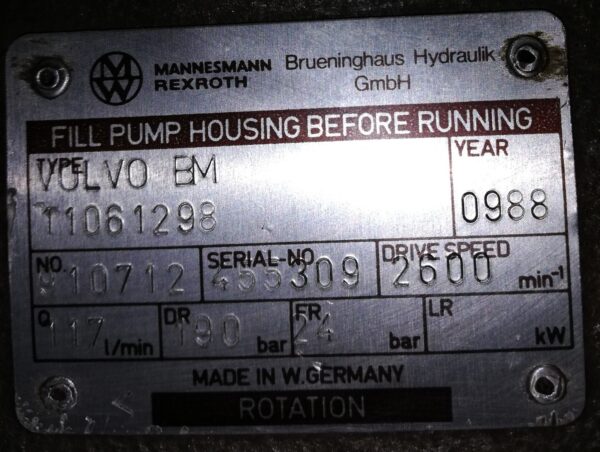 MANNESMANN
REXROTH
Brueninghaus Hydraulik
GmbH
FILL PUMP HOUSING BEFORE RUNNING
TYPE
VOLVO BM
11061298
YEAR
0988
NO.
910712
SERIAL-NO
455309
DRIVE SPEED
2600 min-1
Q
117 l/min
DR
190 bar
FR
24 bar
LR
kW
MADE IN W.GERMANY
ROTATION